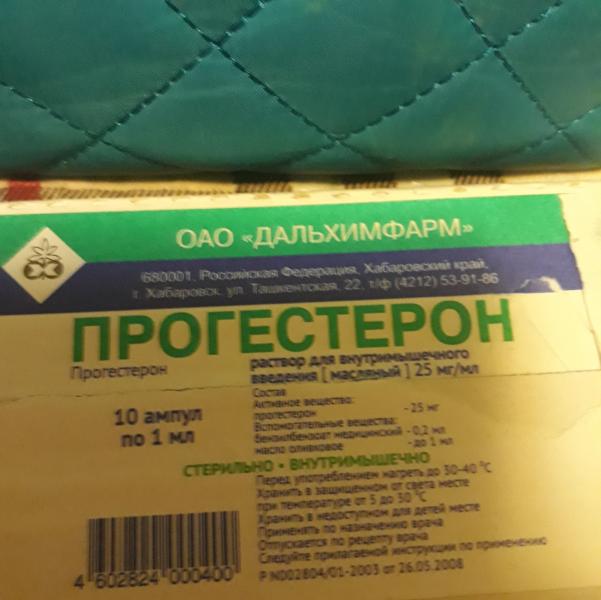 ОАО «ДАЛЬХИМФАРМ»
680001, Российская Федерация, Хабаровский край,
г. Хабаровск, ул. Ташкентская, 22, т/ф (4212) 53-91-86
ПРОГЕСТЕРОН
Прогестерон
раствор для внутримышечного
введения [ масляный ] 25 мг/мл
10 ампул
по 1 мл
Состав
Активное вещество:
прогестерон - 25 мг
Вспомогательные вещества:
бензилбензоат медицинский - 0,2 мл
масло оливковое - до 1 мл
СТЕРИЛЬНО • ВНУТРИМЫШЕЧНО
Перед употреблением нагреть до 30-40 °С
Хранить в защищенном от света месте
при температуре от 5 до 30 °С
Хранить в недоступном для детей месте
Применять по назначению врача
Отпускается по рецепту врача
Следуйте прилагаемой инструкции по применению
Р N002804/01-2003 от 26.05.2008
4 602824 000400